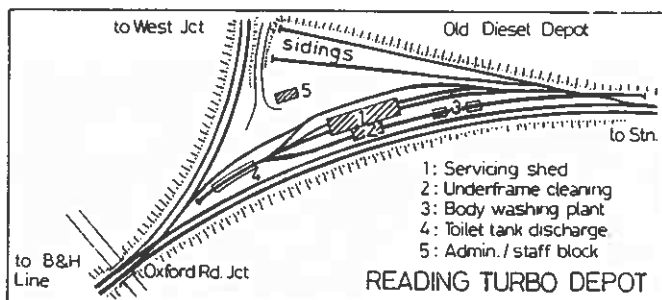 to West Jct
Old Diesel Depot
sidings
5
1
2
3
3
4
to Stn.
1: Servicing shed
2: Underframe cleaning
3: Body washing plant
4: Toilet tank discharge
5: Admin./staff block
to B&H
Line
Oxford Rd. Jct
READING TURBO DEPOT